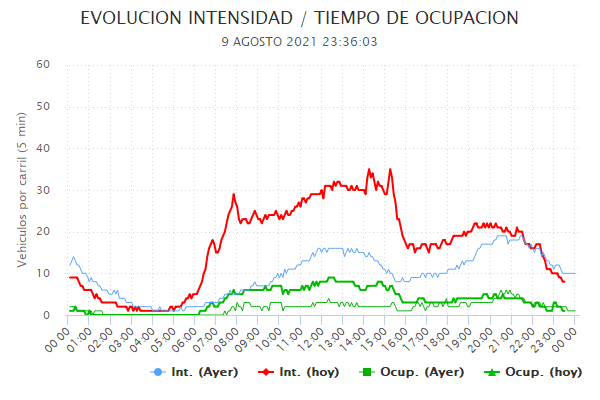 EVOLUCION INTENSIDAD / TIEMPO DE OCUPACION
9 AGOSTO 2021 23:36:03
Vehiculos por carril (5 min)
60
50
40
30
20
10
0
00:00 01:00 02:00 03:00 04:00 05:00 06:00 07:00 08:00 09:00 10:00 11:00 12:00 13:00 14:00 15:00 16:00 17:00 18:00 19:00 20:00 21:00 22:00 23:00 00:00
Int. (Ayer) Int. (hoy) Ocup. (Ayer) Ocup. (hoy)